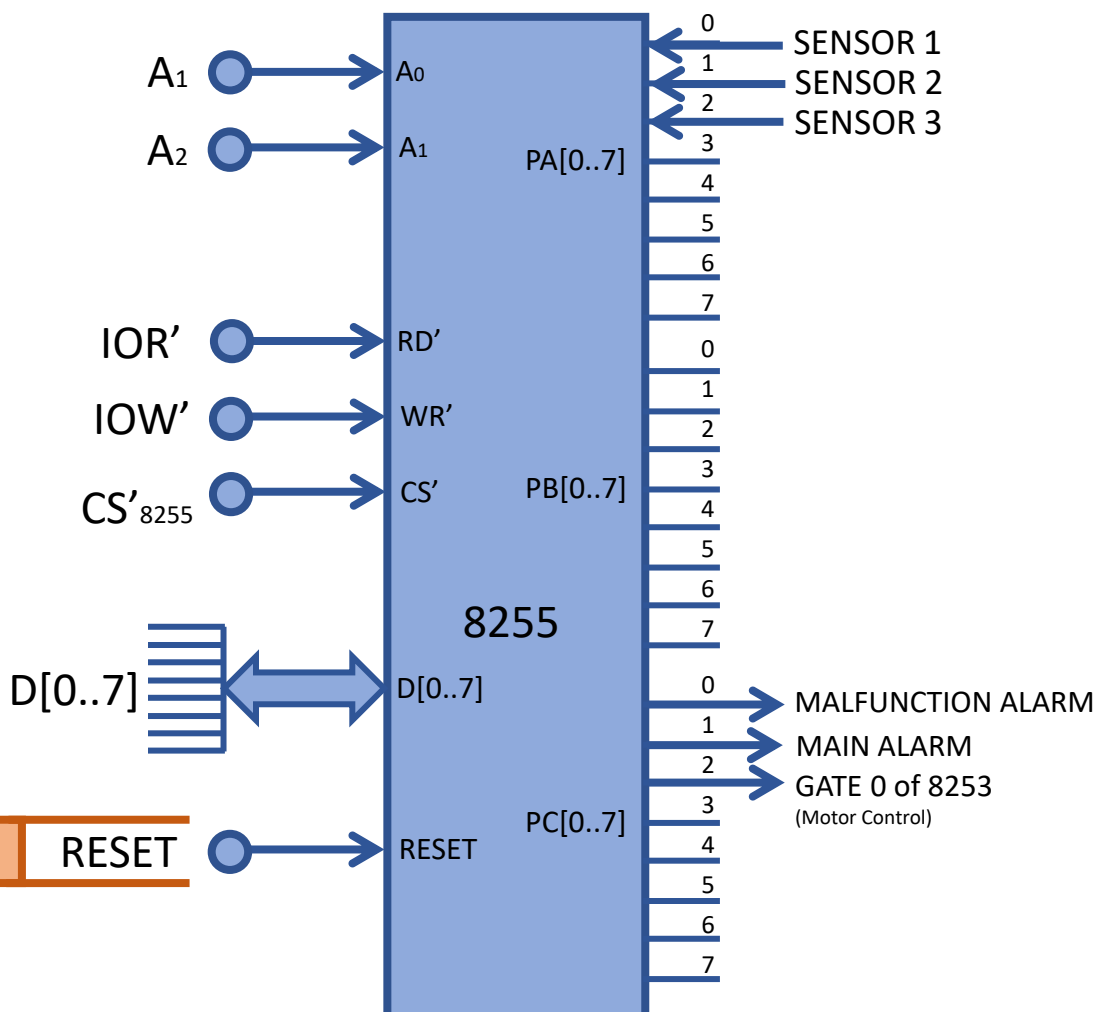 A1
A2
IOR’
IOW’
CS’8255
D[0..7]
RESET
A0
A1
RD’
WR’
CS’
8255
D[0..7]
RESET
PA[0..7]
PB[0..7]
PC[0..7]
0
1
2
3
4
5
6
7
0
1
2
3
4
5
6
7
0
1
2
3
4
5
6
7
SENSOR 1
SENSOR 2
SENSOR 3
MALFUNCTION ALARM
MAIN ALARM
GATE 0 of 8253
(Motor Control)